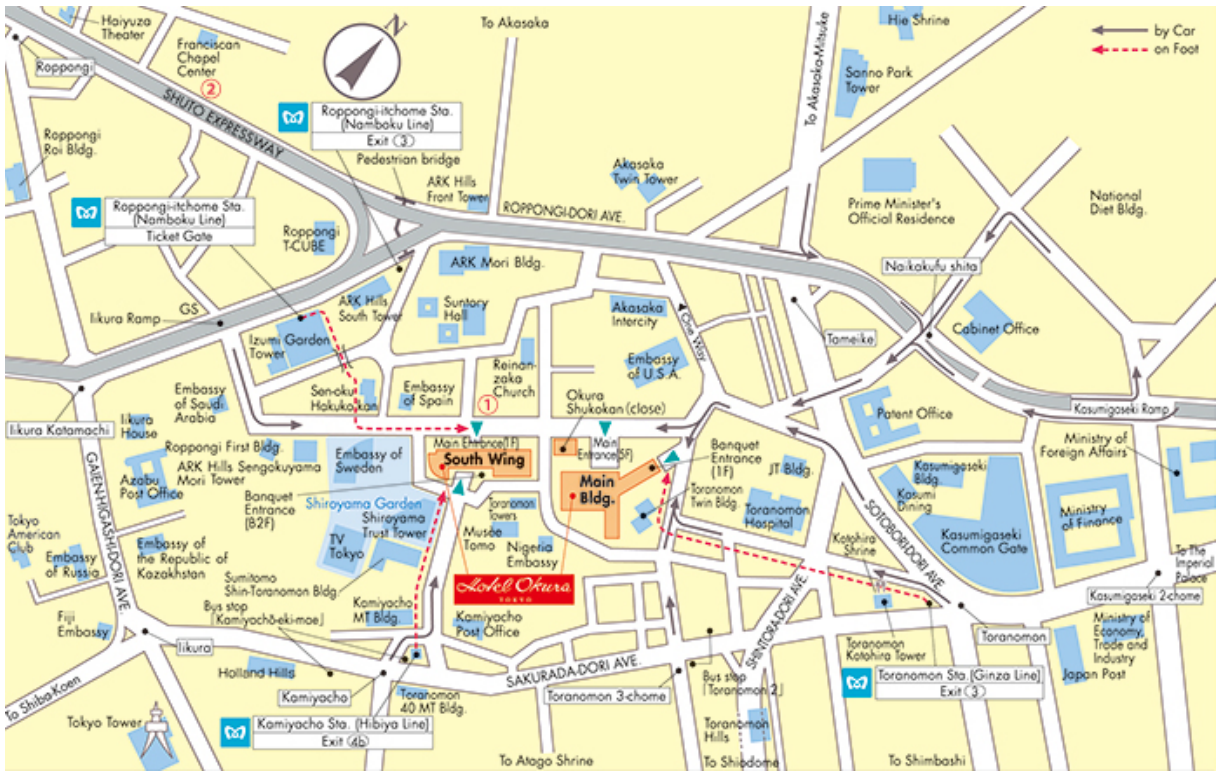 Haiyuza
Theater
Franciscan
Chapel
Center
②
Roppongi
SHUTO EXPRESSWAY
N
To Akasaka
To Akasaka-Mitsuke
Hie Shrine
by Car
on Foot
Sanno Park
Tower
Roppongi
Roi Bldg.
Roppongi-itchome Sta.
(Namboku Line)
Exit ③
Pedestrian bridge
ARK Hills
Front Tower
Akasaka
Twin Tower
ROPPONGI-DORI AVE.
Prime Minister's
Official Residence
National
Diet Bldg.
Roppongi-itchome Sta.
(Namboku Line)
Ticket Gate
Roppongi
T-CUBE
ARK Mori Bldg.
Naikakufu shita
GS
Iikura Ramp
ARK Hills
South Tower
Suntory
Hall
Akasaka
Intercity
One Way
Tameike
Cabinet Office
Izumi Garden
Tower
Reinan-
zaka
Church
Embassy
of U.S.A.
Sen-oku
Hakuko kan
Embassy
of Spain
①
Okura
Shukokan (close)
Patent Office
Kasumigaseki Ramp
Embassy
of Saudi
Arabia
Iikura Katamachi
Iikura
House
Main Entrance(1F)
South Wing
Main
Entrance(5F)
Banquet
Entrance
(1F)
JT Bldg.
Ministry of
Foreign Affairs
Roppongi First Bldg.
ARK Hills Sengokuyama
Mori Tower
Embassy of
Sweden
Main
Bldg.
Kasumigaseki
Bldg.
Kasumi
Dining
Azabu
Post Office
Banquet
Entrance
(B2F)
Shiroyama Garden
Shiroyama
Trust Tower
Toranomon
Towers
Toranomon
Twin Bldg.
Toranomon
Hospital
Ministry
of Finance
GAIEN-HIGASHI-DORI AVE.
Tokyo
American
Club
TV
Tokyo
Musée
Tomo
Nigeria
Embassy
Kotohira
Shrine
SOTOBORI-DORI AVE.
Kasumigaseki
Common Gate
Embassy
of Russia
Embassy of
the Republic of
Kazakhstan
To The
Imperial
Palace
Sumitomo
Shin-Toranomon Bldg.
Hotel Okura
TOKYO
Kasumigaseki 2-chome
Bus stop
「Kamiyachō-eki-mae」
Kamiyacho
MT Bldg.
Kamiyacho
Post Office
Fiji
Embassy
Iikura
SHINTORA-DORI AVE.
Toranomon
Kotohira Tower
Toranomon
Ministry of
Economy,
Trade and
Industry
Holland Hills
SAKURADA-DORI AVE.
Bus stop
「Toranomon 2」
Toranomon Sta.[Ginza Line]
Exit ③
Japan Post
Kamiyacho
Toranomon
40 MT Bldg.
Toranomon 3-chome
To Shiba-Koen
Tokyo Tower
Kamiyacho Sta. (Hibiya Line)
Exit ④b
Toranomon
Hills
To Atago Shrine
To Shiodome
To Shimbashi